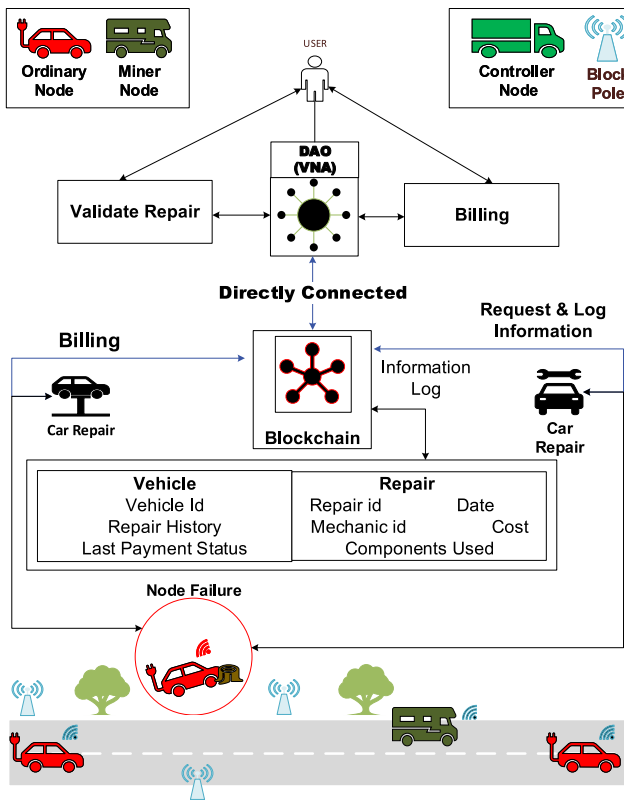 USER
Ordinary
Node
Miner
Node
Controller
Node
Block
Pole
DAO
(VNA)
Validate Repair
Billing
Directly Connected
Billing
Request & Log
Information
Information
Log
Car Repair
Blockchain
Car
Repair
Vehicle
Vehicle Id
Repair History
Last Payment Status
Repair
Repair id Date
Mechanic id Cost
Components Used
Node Failure